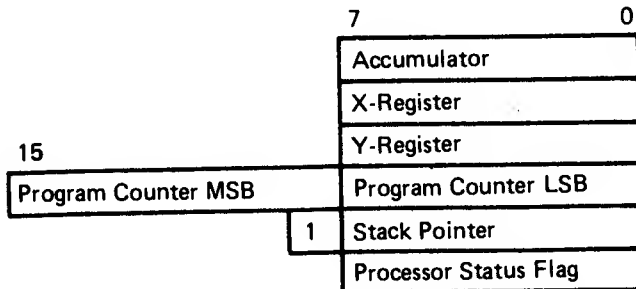 7 0
Accumulator
X-Register
15
Y-Register
Program Counter MSB Program Counter LSB
1 Stack Pointer
Processor Status Flag